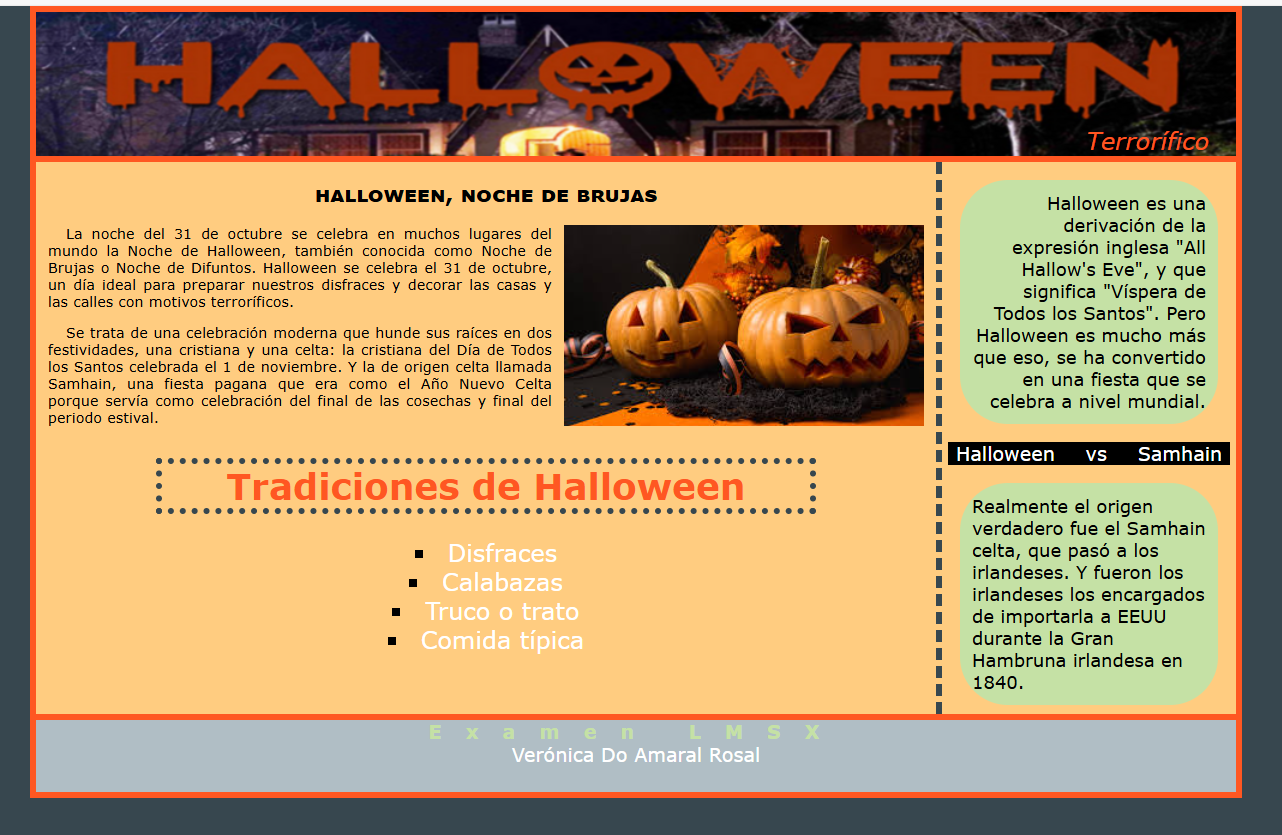 HALLOWEEN
Terrorífico
HALLOWEEN, NOCHE DE BRUJAS
La noche del 31 de octubre se celebra en muchos lugares del
mundo la Noche de Halloween, también conocida como Noche de
Brujas o Noche de Difuntos. Halloween se celebra el 31 de octubre,
un día ideal para preparar nuestros disfraces y decorar las casas y
las calles con motivos terroríficos.
Se trata de una celebración moderna que hunde sus raíces en dos
festividades, una cristiana y una celta: la cristiana del Día de Todos
los Santos celebrada el 1 de noviembre. Y la de origen celta llamada
Samhain, una fiesta pagana que era como el Año Nuevo Celta
porque servía como celebración del final de las cosechas y final del
periodo estival.
Tradiciones de Halloween
Disfraces
Calabazas
Truco o trato
Comida típica
Halloween es una
derivación de la
expresión inglesa "All
Hallow's Eve", y que
significa "Víspera de
Todos los Santos". Pero
Halloween es mucho más
que eso, se ha convertido
en una fiesta que se
celebra a nivel mundial.
Halloween vs Samhain
Realmente el origen
verdadero fue el Samhain
celta, que pasó a los
irlandeses. Y fueron los
irlandeses los encargados
de importarla a EEUU
durante la Gran
Hambruna irlandesa en
1840.
Examen LMSX
Verónica Do Amaral Rosal